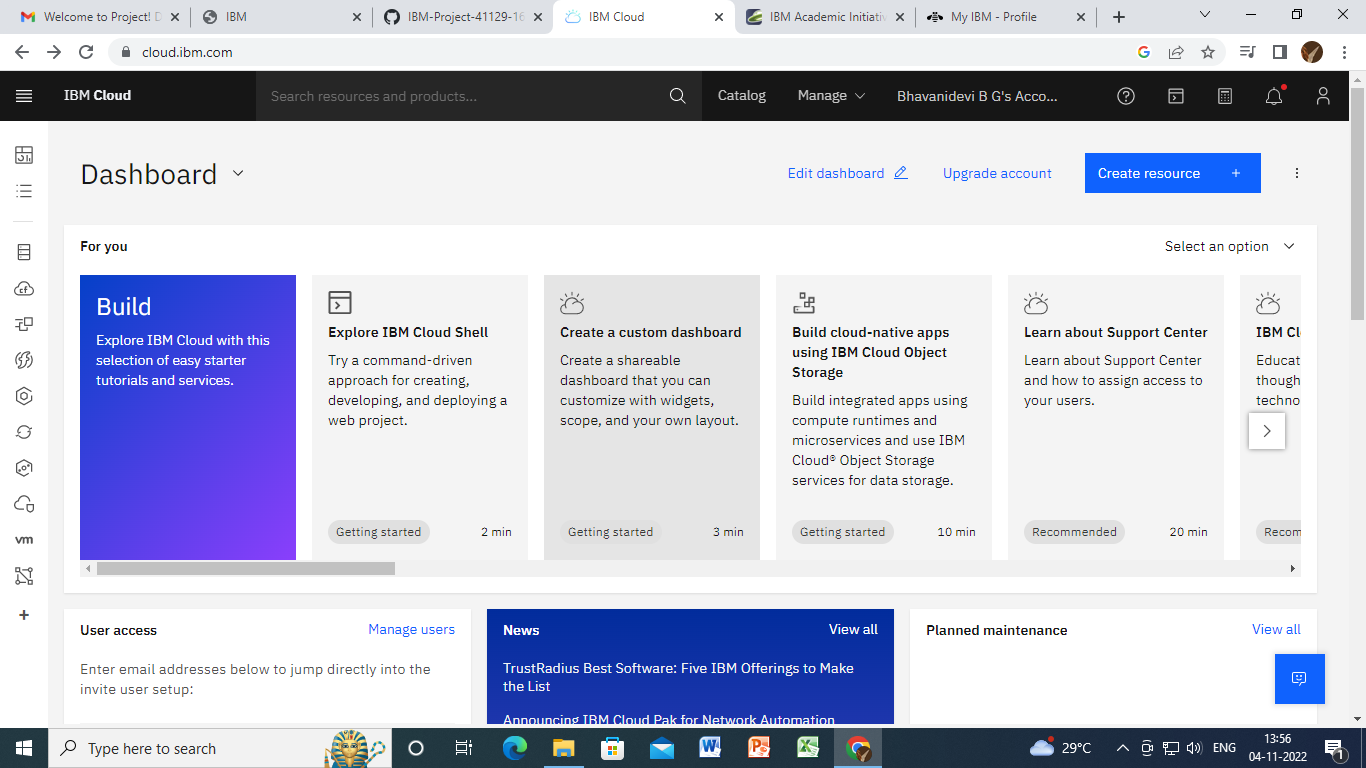 Welcome to Project! D
IBM
IBM-Project-41129-16
IBM Cloud
IBM Academic Initiativ
My IBM - Profile
cloud.ibm.com
IBM Cloud
Search resources and products...
Catalog
Manage
Bhavanidevi B G's Acco...
Dashboard
Edit dashboard
Upgrade account
Create resource +
For you
Select an option
Build
Explore IBM Cloud with this
selection of easy starter
tutorials and services.
Explore IBM Cloud Shell
Try a command-driven
approach for creating,
developing, and deploying a
web project.
Getting started 2 min
Create a custom dashboard
Create a shareable
dashboard that you can
customize with widgets,
scope, and your own layout.
Getting started 3 min
Build cloud-native apps
using IBM Cloud Object
Storage
Build integrated apps using
compute runtimes and
microservices and use IBM
Cloud® Object Storage
services for data storage.
Getting started 10 min
Learn about Support Center
Learn about Support Center
and how to assign access to
your users.
Recommended 20 min
IBM Cl
Educat
though
techno
Recom
cf
vm
User access
Manage users
Enter email addresses below to jump directly into the
invite user setup:
News
View all
TrustRadius Best Software: Five IBM Offerings to Make
the List
Announcing IBM Cloud Pak for Network Automation
Planned maintenance
View all
Type here to search
29°C
ENG
13:56
04-11-2022
1